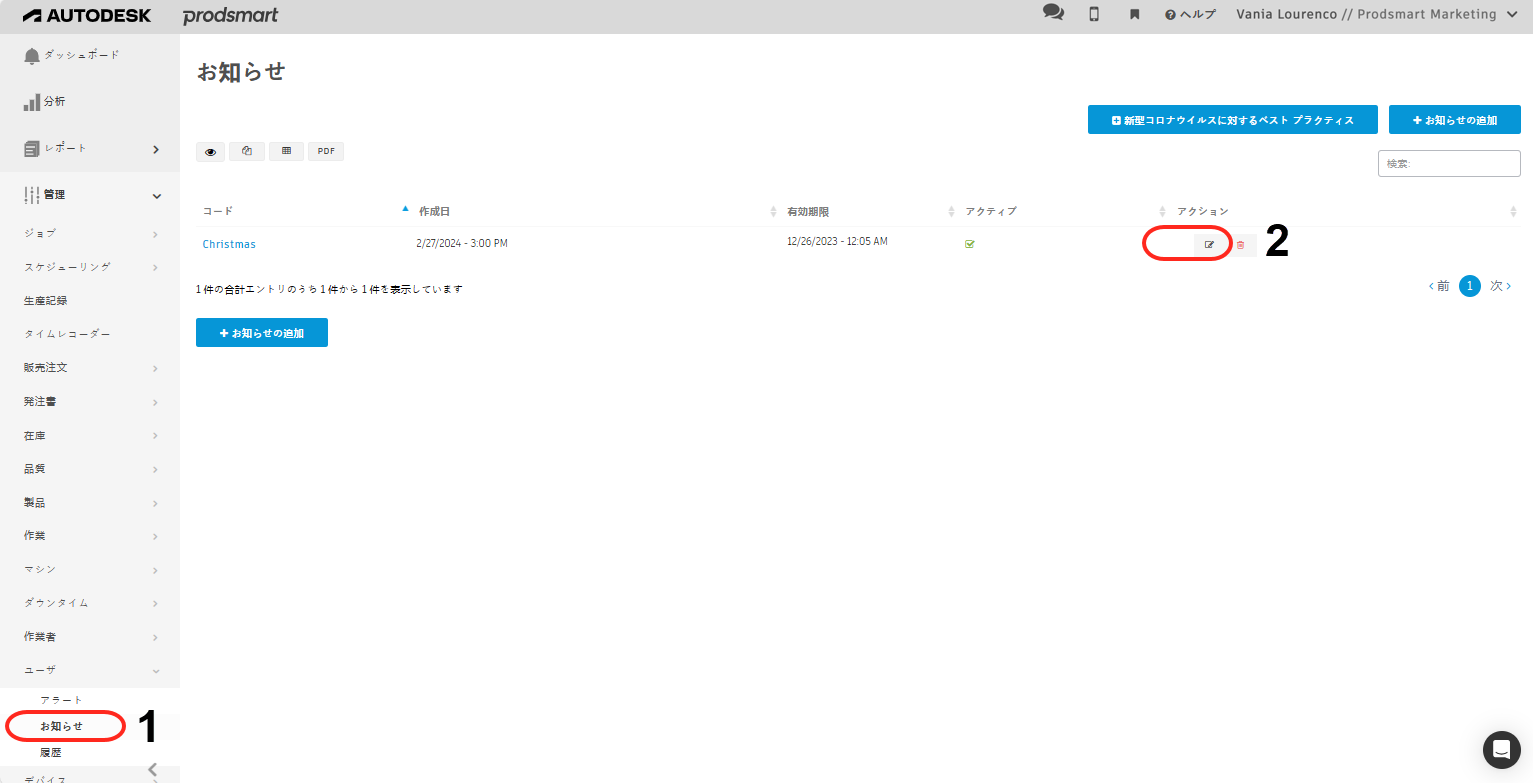 AUTODESK prodsmart
ヘルプ Vania Lourenco // Prodsmart Marketing
ダッシュボード
分析
レポート
管理
ジョブ
スケジューリング
生産記録
タイムレコーダー
販売注文
発注書
在庫
品質
製品
作業
マシン
ダウンタイム
作業者
ユーザ
アラート
お知らせ 1
履歴
デバイス
お知らせ
新型コロナウイルスに対するベスト プラクティス
お知らせの追加
PDF
検索:
コード 作成日 有効期限 アクティブ アクション
Christmas 2/27/2024 - 3:00 PM 12/26/2023 - 12:05 AM 2
1 件の合計エントリのうち 1 件から 1 件を表示しています
前 1 次
お知らせの追加